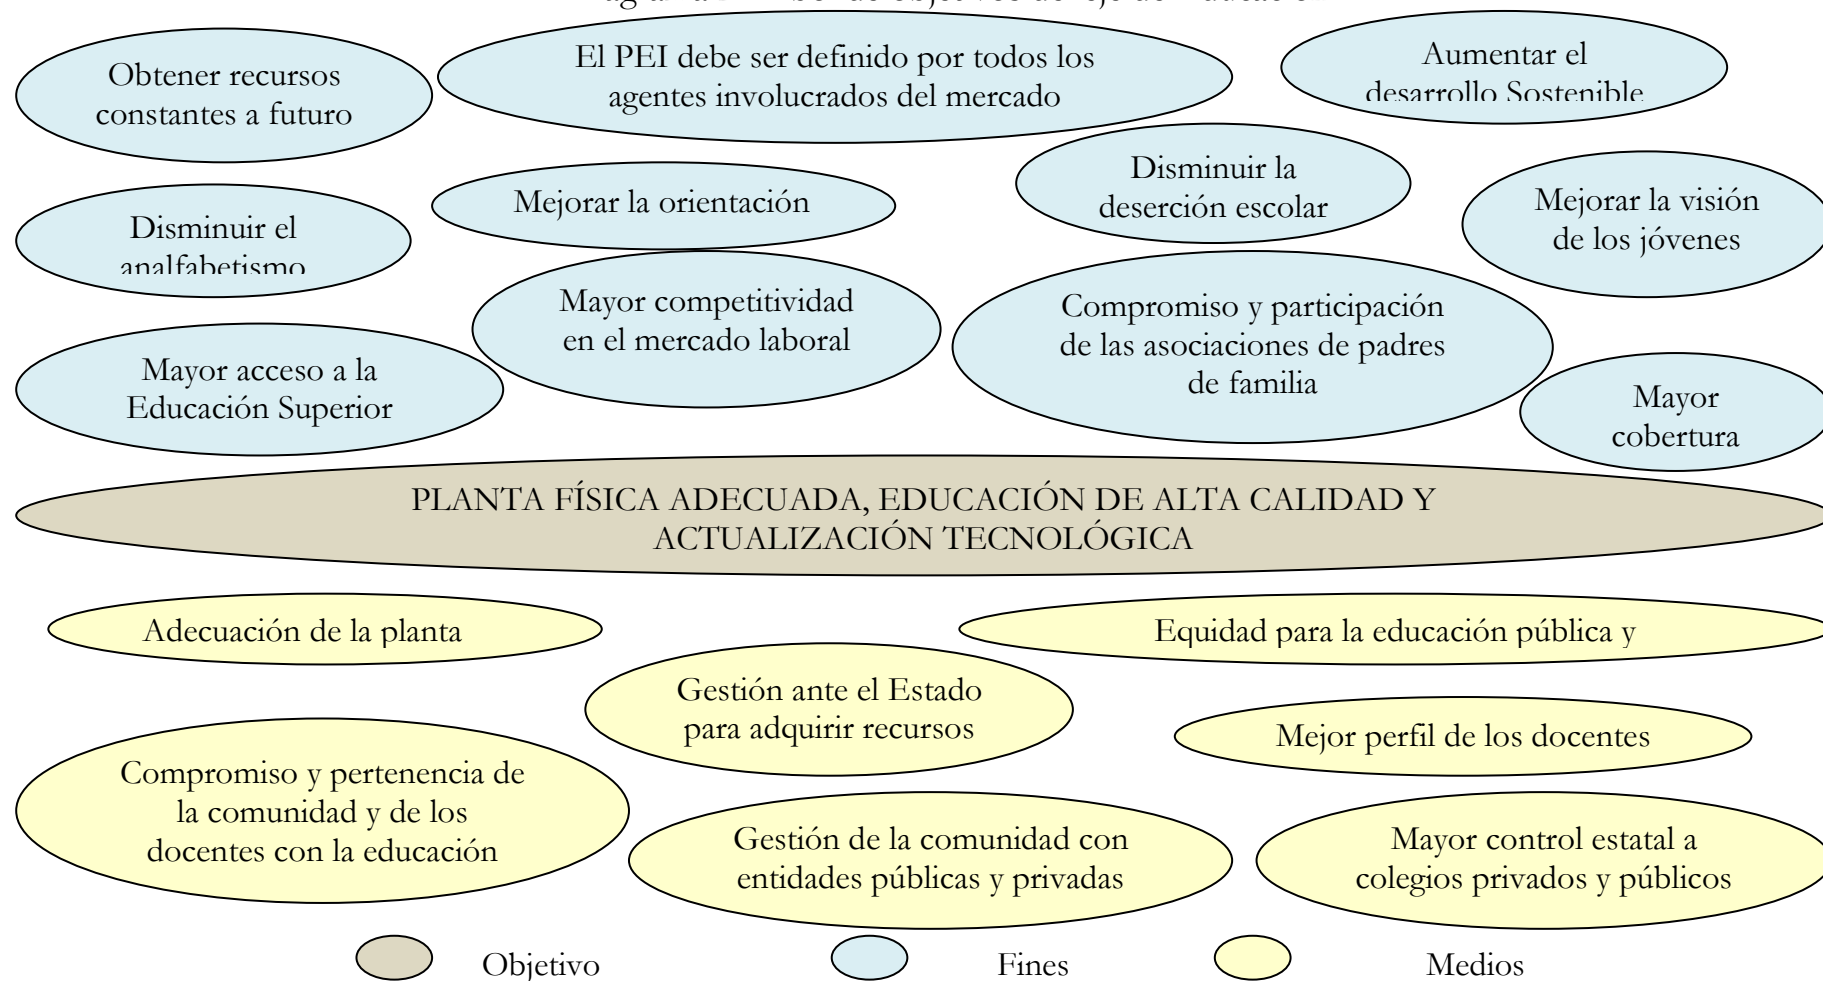 objetivos del eje de Educación
Obtener recursos
constantes a futuro
El PEI debe ser definido por todos los
agentes involucrados del mercado
Aumentar el
desarrollo Sostenible
Disminuir el
analfabetismo
Mejorar la orientación
Disminuir la
deserción escolar
Mejorar la visión
de los jóvenes
Mayor acceso a la
Educación Superior
Mayor competitividad
en el mercado laboral
Compromiso y participación
de las asociaciones de padres
de familia
Mayor
cobertura
PLANTA FÍSICA ADECUADA, EDUCACIÓN DE ALTA CALIDAD Y
ACTUALIZACIÓN TECNOLÓGICA
Adecuación de la planta
Equidad para la educación pública y
Gestión ante el Estado
para adquirir recursos
Mejor perfil de los docentes
Compromiso y pertenencia de
la comunidad y de los
docentes con la educación
Gestión de la comunidad con
entidades públicas y privadas
Mayor control estatal a
colegios privados y públicos
Objetivo
Fines
Medios